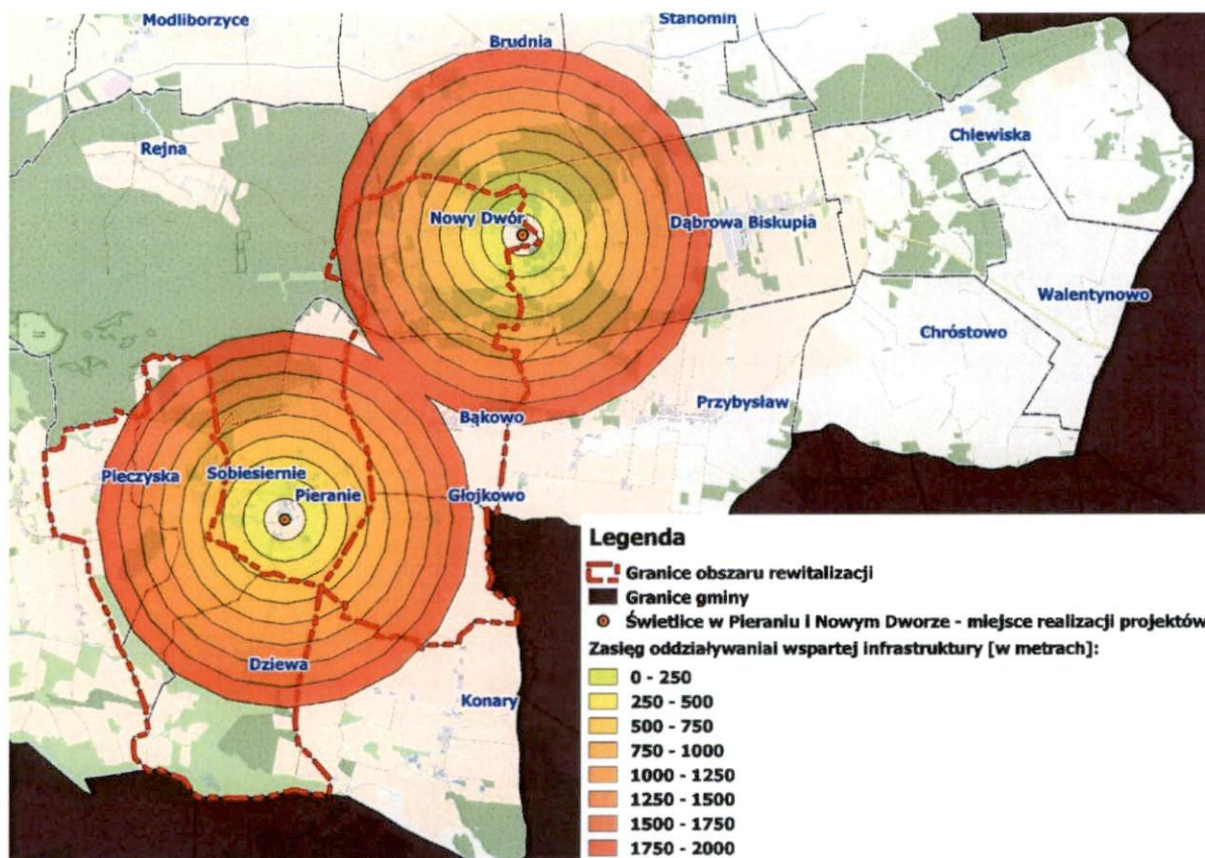 Modliborzyce
Stanomin
Brudnia
Rejna
Chlewiska
Nowy Dwór
Dąbrowa Biskupia
Walentynowo
Chróstowo
Przybysław
Bąkowo
Pieczyska
Sobiesiernie
Pieranie
Głojkowo
Dziewa
Konary
Legenda
Granice obszaru rewitalizacji
Granice gminy
Świetlice w Pieraniu i Nowym Dworze - miejsce realizacji projektów
Zasięg oddziaływaniai wspartej infrastruktury [w metrach]:
0 - 250
250 - 500
500 - 750
750 - 1000
1000 - 1250
1250 - 1500
1500 - 1750
1750 - 2000